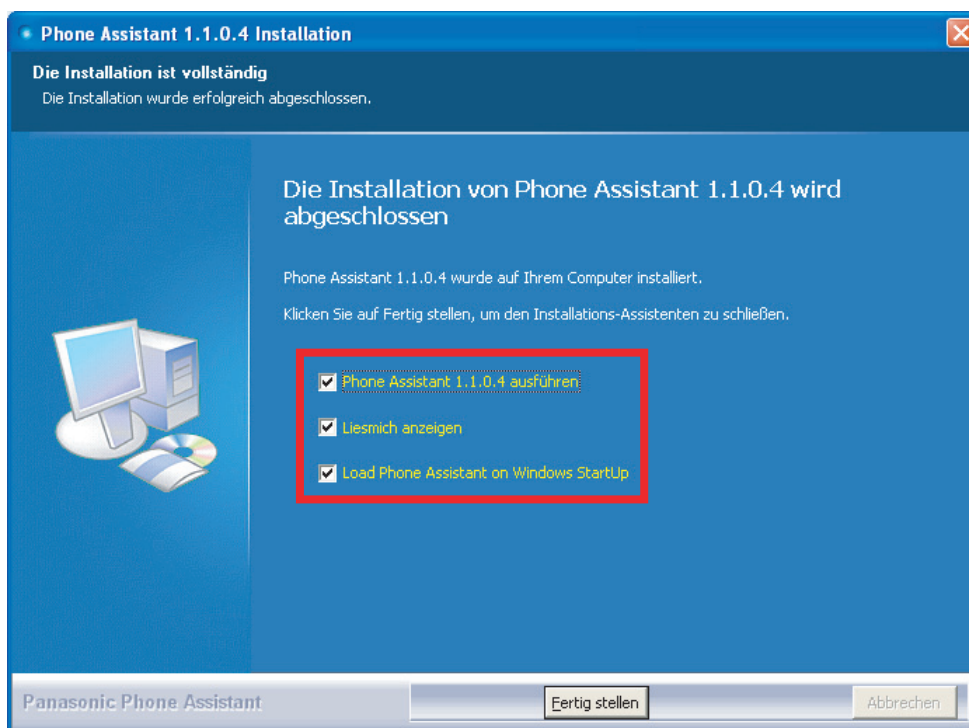 Phone Assistant 1.1.0.4 Installation
Die Installation ist vollständig
Die Installation wurde erfolgreich abgeschlossen.
Die Installation von Phone Assistant 1.1.0.4 wird
abgeschlossen
Phone Assistant 1.1.0.4 wurde auf Ihrem Computer installiert.
Klicken Sie auf Fertig stellen, um den Installations-Assistenten zu schließen.
Phone Assistant 1.1.0.4 ausführen
Liesmich anzeigen
Load Phone Assistant on Windows StartUp
Panasonic Phone Assistant
Fertig stellen
Abbrechen